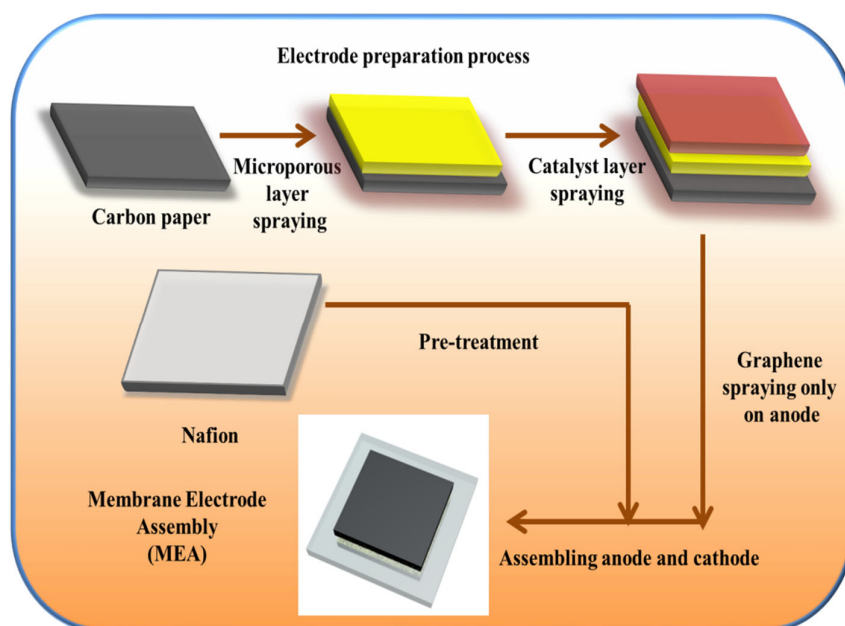 Electrode preparation process
Microporous
layer
spraying
Catalyst layer
spraying
Carbon paper
Pre-treatment
Graphene
spraying only
on anode
Nafion
Membrane Electrode
Assembly
(MEA)
Assembling anode and cathode